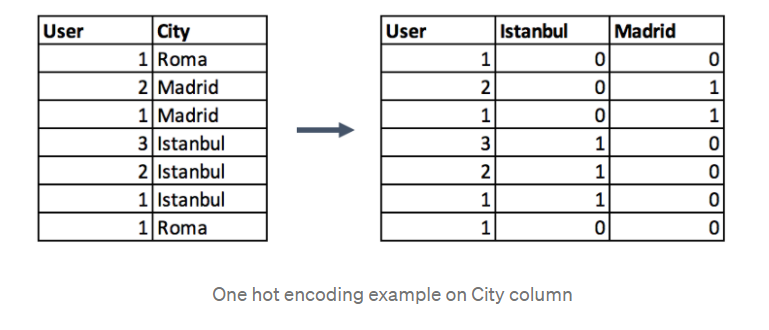 User City User Istanbul Madrid
1 Roma 1 0 0
2 Madrid 2 0 1
1 Madrid 1 0 1
3 Istanbul 3 1 0
2 Istanbul 2 1 0
1 Istanbul 1 1 0
1 Roma 1 0 0
One hot encoding example on City column